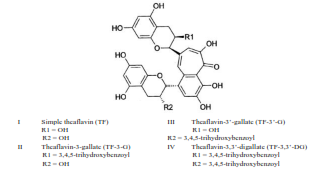 OH
HO
O
R1
OH
OH
OH
O
HO
O
OH
R2
OH
OH
I Simple theaflavin (TF)
R1 = OH
R2 = OH
II Theaflavin-3-gallate (TF-3-G)
R1 = 3,4,5-trihydroxybenzoyl
R2 = OH
III Theaflavin-3'-gallate (TF-3'-G)
R1 = OH
R2 = 3,4,5-trihydroxybenzoyl
IV Theaflavin-3,3'.digallate (TF-3,3'-DG)
R1 = 3,4,5-trihydroxybenzoyl
R2 = 3,4,5-trihydroxybenzoyl